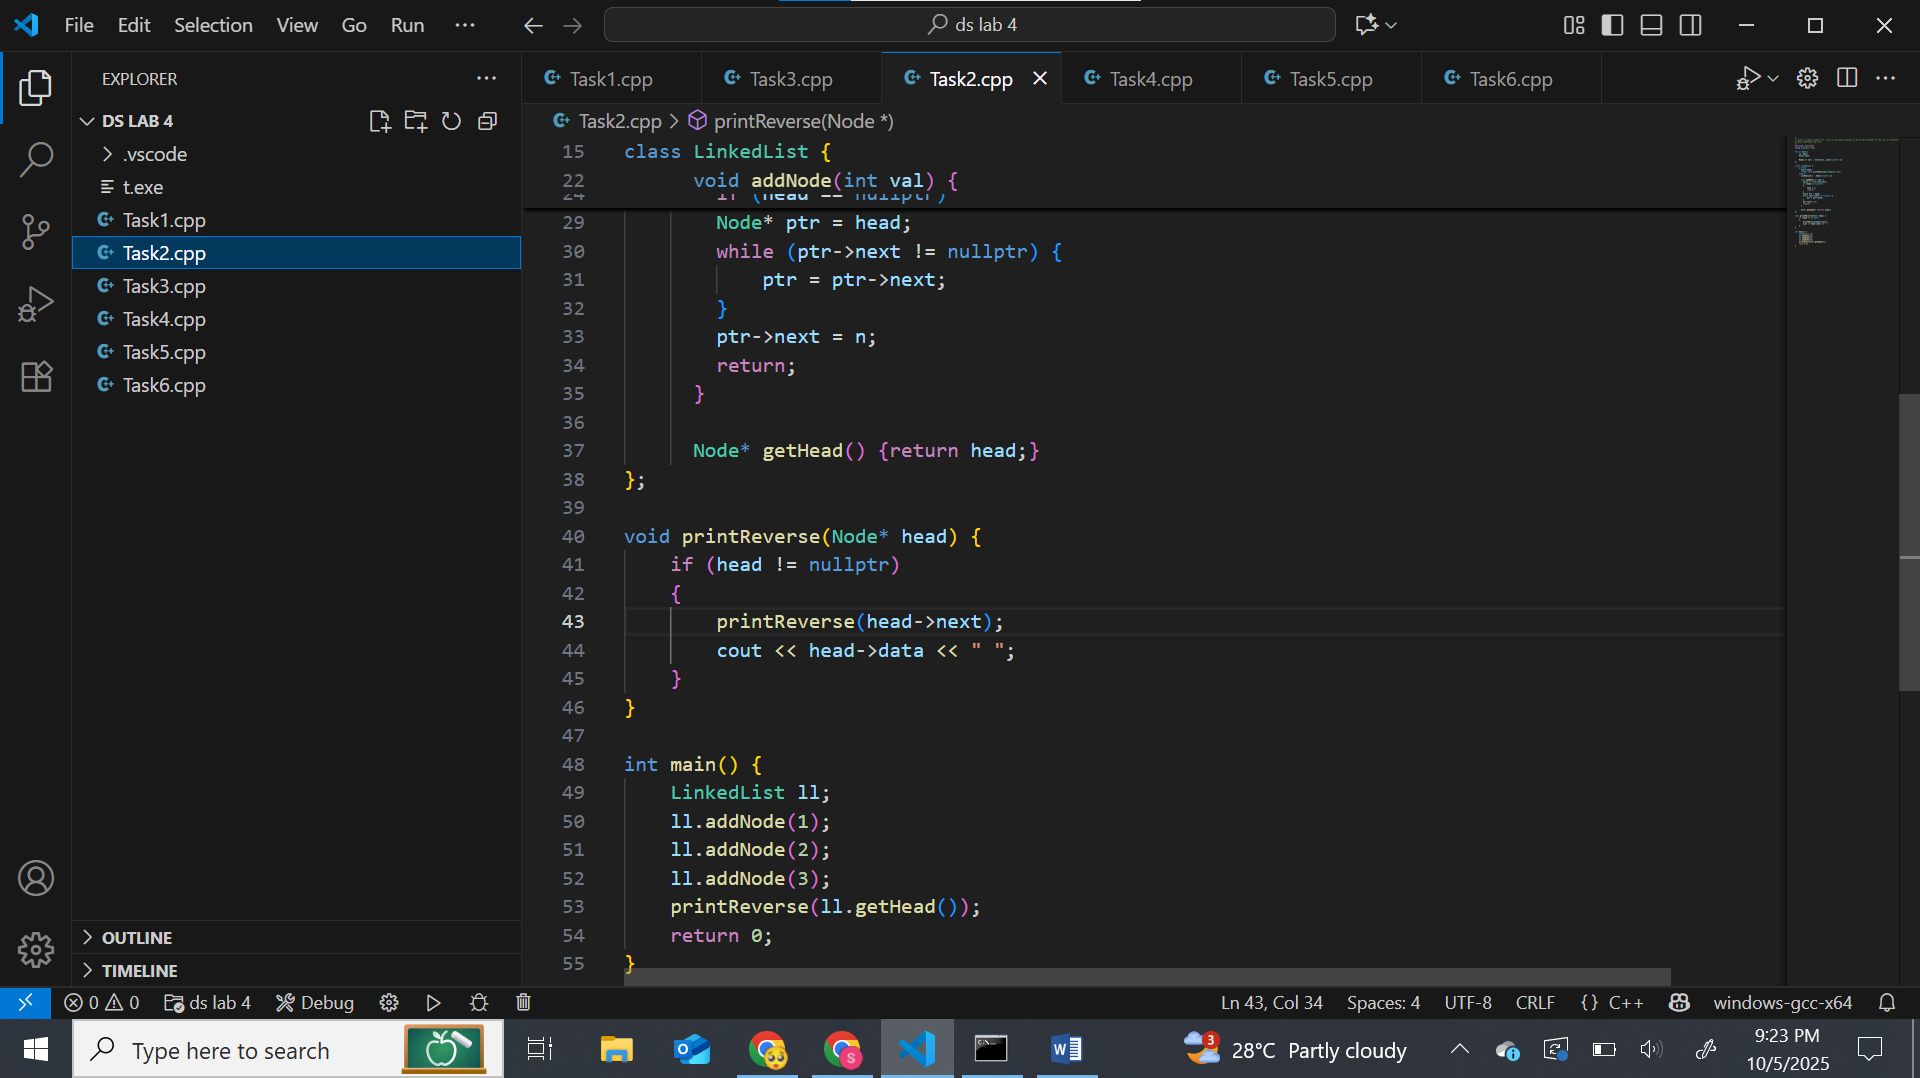 File Edit Selection View Go Run ds lab 4
EXPLORER
DS LAB 4
.vscode
t.exe
Task1.cpp
Task2.cpp
Task3.cpp
Task4.cpp
Task5.cpp
Task6.cpp
OUTLINE
TIMELINE
Task1.cpp Task3.cpp Task2.cpp Task4.cpp Task5.cpp Task6.cpp
Task2.cpp > printReverse(Node *)
15 class LinkedList {
22 void addNode(int val) {
24 if (head == nullptr)
29 Node* ptr = head;
30 while (ptr->next != nullptr) {
31 ptr = ptr->next;
32 }
33 ptr->next = n;
34 return;
35 }
36
37 Node* getHead() {return head;}
38 };
39
40 void printReverse(Node* head) {
41 if (head != nullptr)
42 {
43 printReverse(head->next);
44 cout << head->data << " ";
45 }
46 }
47
48 int main() {
49 LinkedList ll;
50 ll.addNode(1);
51 ll.addNode(2);
52 ll.addNode(3);
53 printReverse(ll.getHead());
54 return 0;
55 }
0 0 ds lab 4 Debug Ln 43, Col 34 Spaces: 4 UTF-8 CRLF {} C++ windows-gcc-x64
Type here to search 3 28°C Partly cloudy 9:23 PM
10/5/2025